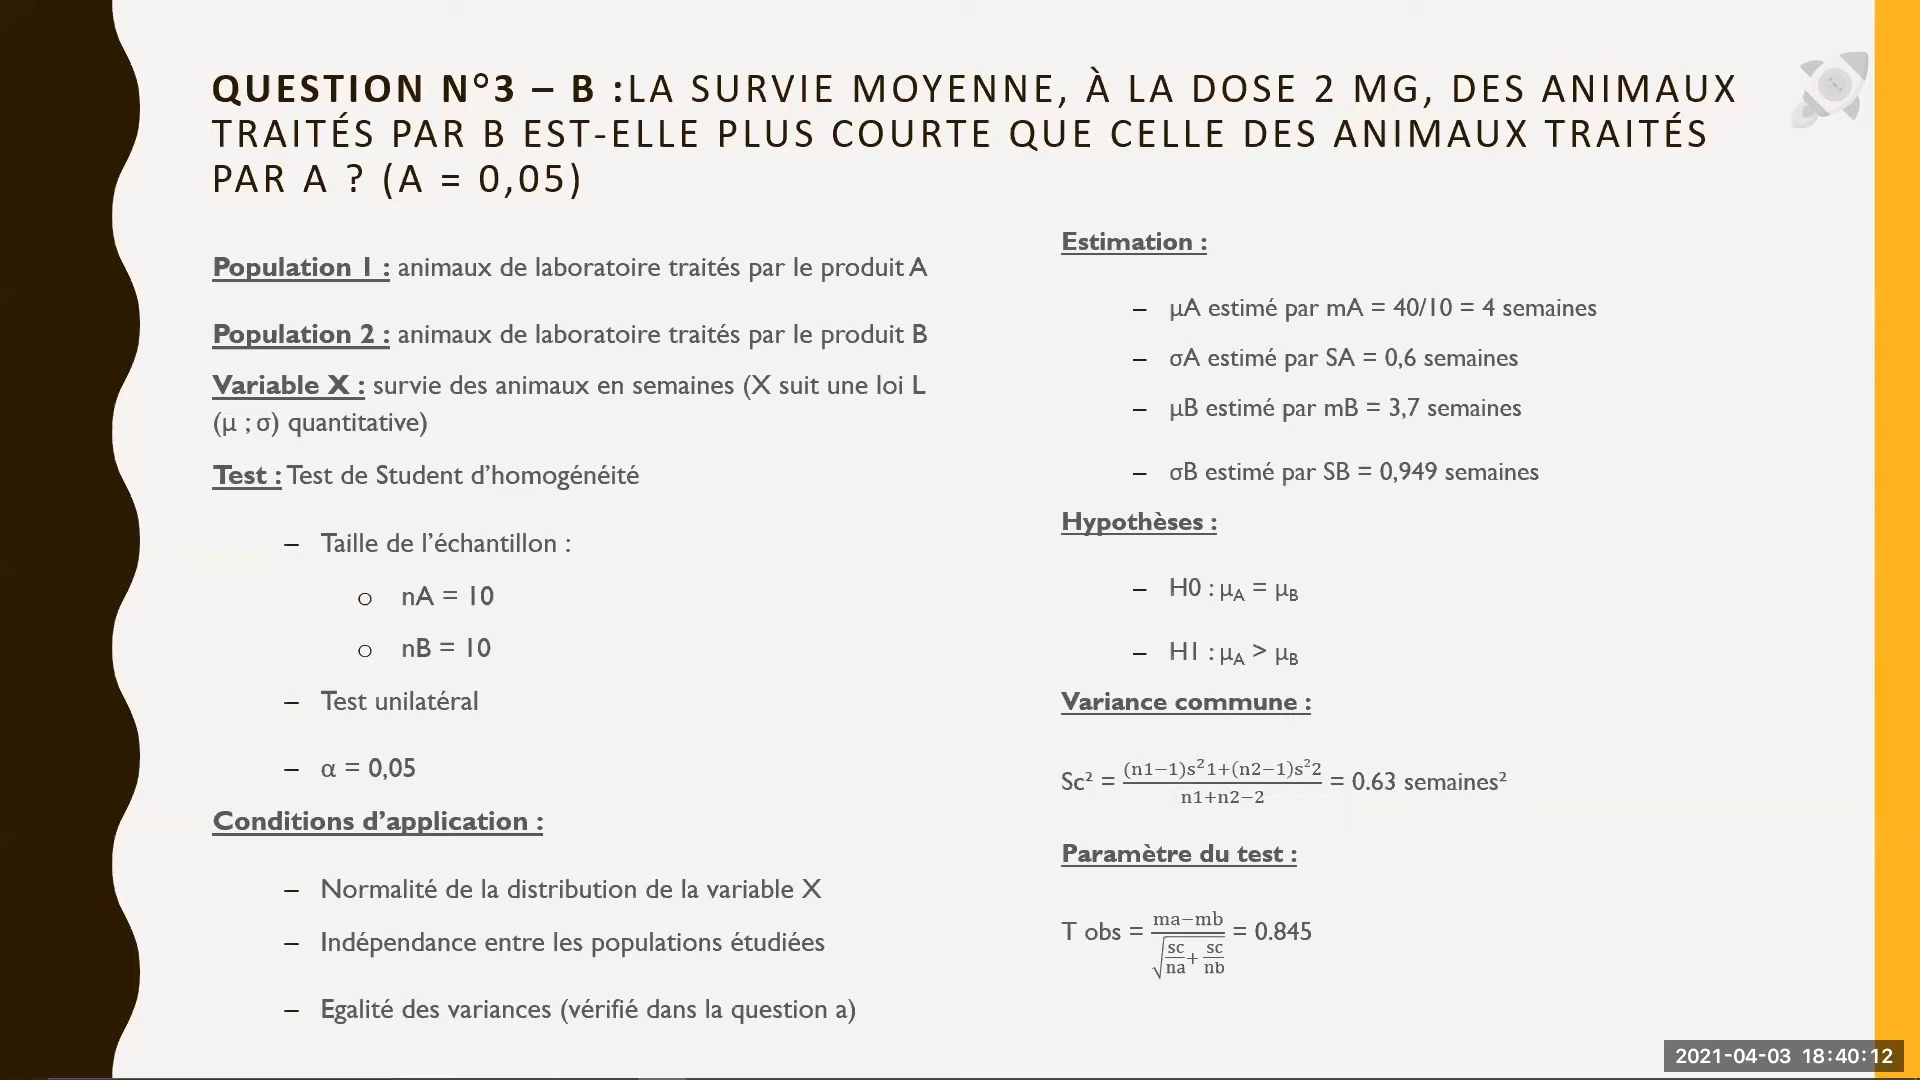 QUESTION N°3 – B :LA SURVIE MOYENNE, À LA DOSE 2 MG, DES ANIMAUX
TRAITÉS PAR B EST-ELLE PLUS COURTE QUE CELLE DES ANIMAUX TRAITÉS
PAR A ? (Α = 0,05)
Population 1 : animaux de laboratoire traités par le produit A
Population 2 : animaux de laboratoire traités par le produit B
Variable X : survie des animaux en semaines (X suit une loi L
(μ ; σ) quantitative)
Test : Test de Student d’homogénéité
– Taille de l’échantillon :
o nA = 10
o nB = 10
– Test unilatéral
– α = 0,05
Conditions d’application :
– Normalité de la distribution de la variable X
– Indépendance entre les populations étudiées
– Egalité des variances (vérifié dans la question a)
Estimation :
– μA estimé par mA = 40/10 = 4 semaines
– σA estimé par SA = 0,6 semaines
– μB estimé par mB = 3,7 semaines
– σB estimé par SB = 0,949 semaines
Hypothèses :
– H0 : μA = μB
– H1 : μA > μB
Variance commune :
Sc² = (n1−1)s²1+(n2−1)s²2 / n1+n2−2 = 0.63 semaines²
Paramètre du test :
T obs = ma−mb / √(sc/na + sc/nb) = 0.845
2021-04-03 18:40:12